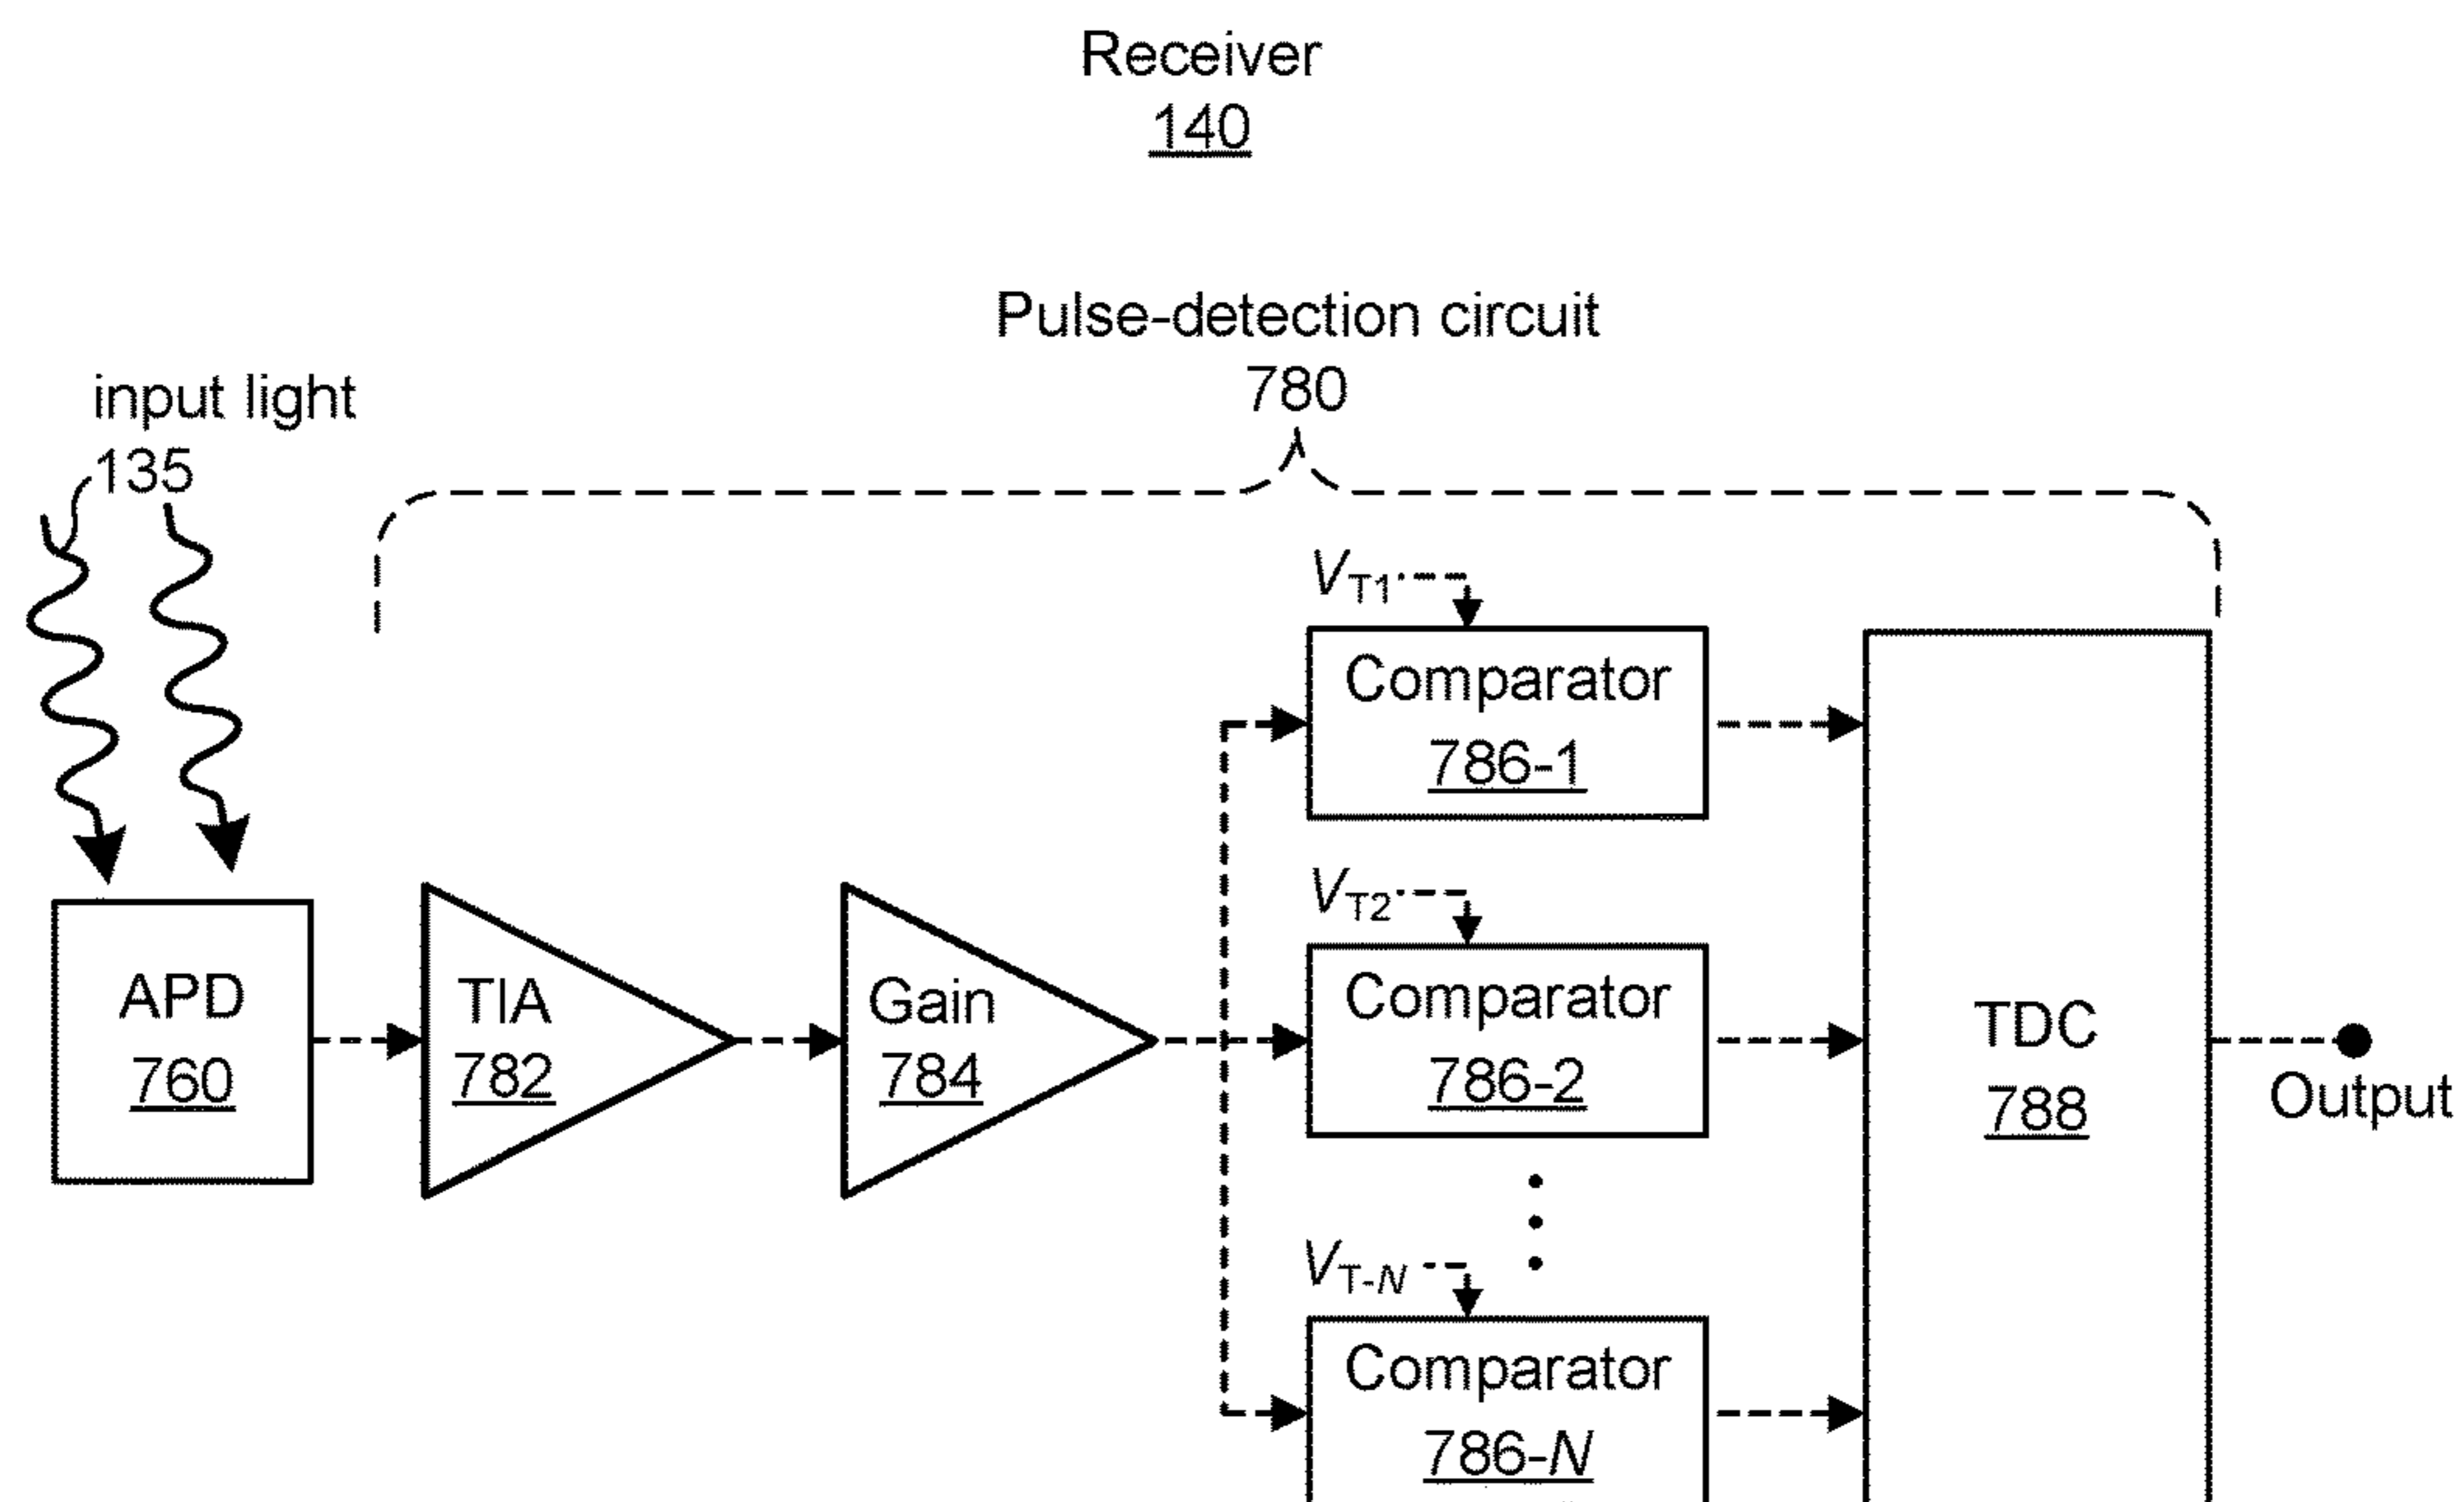 Receiver
140
Pulse-detection circuit
780
input light
135
VT1
Comparator
786-1
VT2
Comparator
786-2
VT-N
Comparator
786-N
APD
760
TIA
782
Gain
784
TDC
788
Output